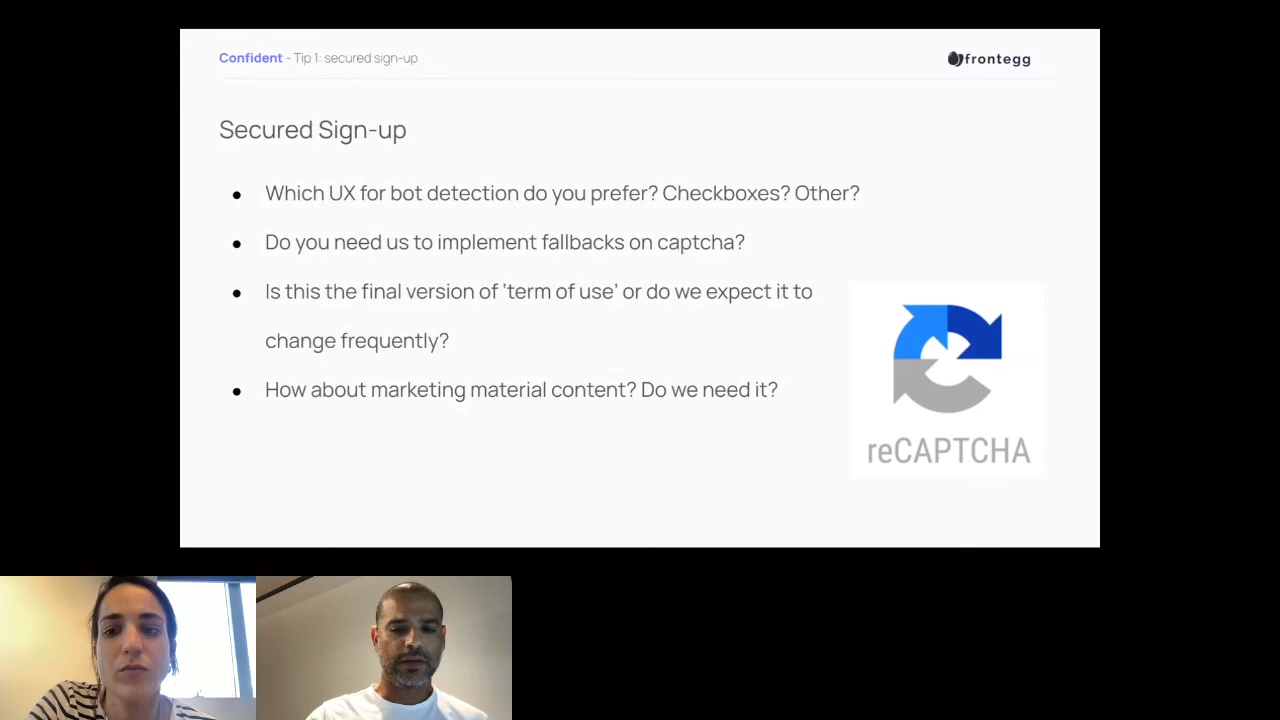 Confident - Tip 1: secured sign-up
frontegg
Secured Sign-up
● Which UX for bot detection do you prefer? Checkboxes? Other?
● Do you need us to implement fallbacks on captcha?
● Is this the final version of ‘term of use’ or do we expect it to
change frequently?
● How about marketing material content? Do we need it?
reCAPTCHA